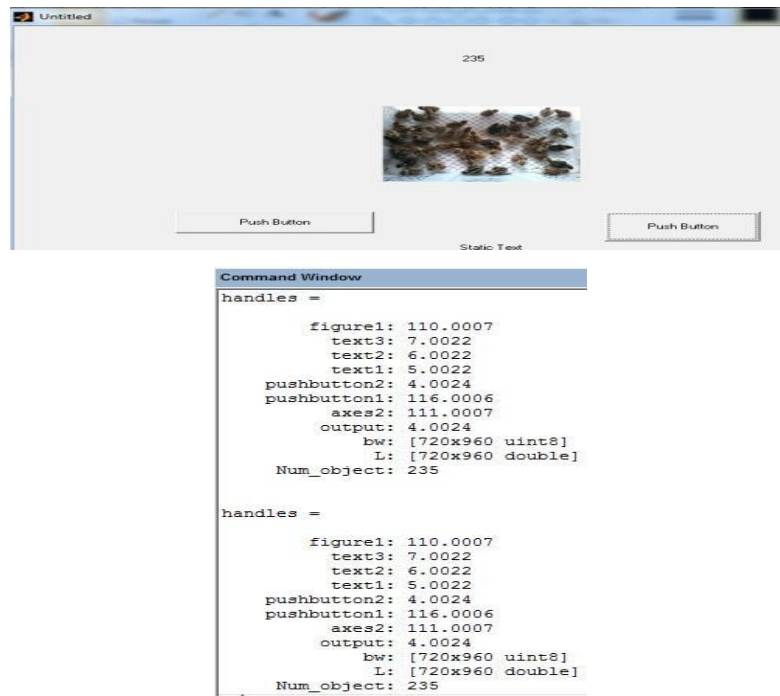 Untitled
235
Push Button
Push Button
Static Text
Command Window
handles =
figure1: 110.0007
text3: 7.0022
text2: 6.0022
text1: 5.0022
pushbutton2: 4.0024
pushbutton1: 116.0006
axes2: 111.0007
output: 4.0024
bw: [720x960 uint8]
L: [720x960 double]
Num_object: 235
handles =
figure1: 110.0007
text3: 7.0022
text2: 6.0022
text1: 5.0022
pushbutton2: 4.0024
pushbutton1: 116.0006
axes2: 111.0007
output: 4.0024
bw: [720x960 uint8]
L: [720x960 double]
Num_object: 235